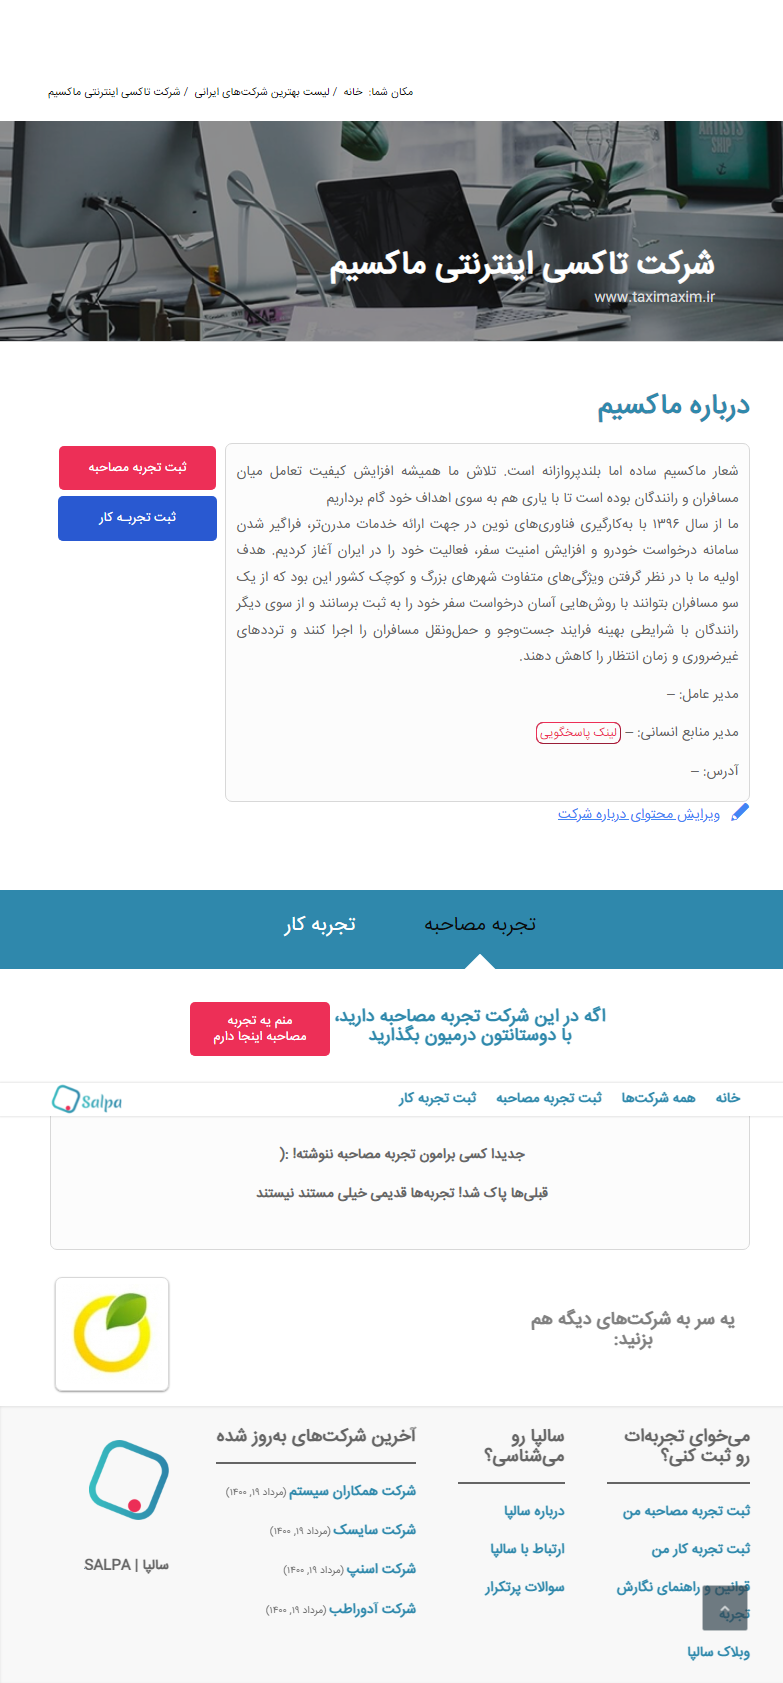 مکان شما: خانه / لیست بهترین شرکت‌های ایرانی / شرکت تاکسی اینترنتی ماکسیم
ARTISTS
SHIP
شرکت تاکسی اینترنتی ماکسیم
www.taximaxim.ir
درباره ماکسیم
ثبت تجربه مصاحبه
ثبت تجربـه کار
شعار ماکسیم ساده اما بلندپروازانه است. تلاش ما همیشه افزایش کیفیت تعامل میان
مسافران و رانندگان بوده است تا با یاری هم به سوی اهداف خود گام برداریم
ما از سال ۱۳۹۶ با به‌کارگیری فناوری‌های نوین در جهت ارائه خدمات مدرن‌تر، فراگیر شدن
سامانه درخواست خودرو و افزایش امنیت سفر، فعالیت خود را در ایران آغاز کردیم. هدف
اولیه ما با در نظر گرفتن ویژگی‌های متفاوت شهرهای بزرگ و کوچک کشور این بود که از یک
سو مسافران بتوانند با روش‌هایی آسان درخواست سفر خود را به ثبت برسانند و از سوی دیگر
رانندگان با شرایطی بهینه فرایند جست‌وجو و حمل‌ونقل مسافران را اجرا کنند و ترددهای
غیرضروری و زمان انتظار را کاهش دهند.
مدیر عامل: –
مدیر منابع انسانی: – لینک پاسخگویی
آدرس: –
ویرایش محتوای درباره شرکت
تجربه مصاحبه
تجربه کار
اگه در این شرکت تجربه مصاحبه دارید،
با دوستانتون درمیون بگذارید
منم یه تجربه
مصاحبه اینجا دارم
خانه همه شرکت‌ها ثبت تجربه مصاحبه ثبت تجربه کار
Salpa
جدیدا کسی برامون تجربه مصاحبه ننوشته! :(
قبلی‌ها پاک شد! تجربه‌ها قدیمی خیلی مستند نیستند
یه سر به شرکت‌های دیگه هم
بزنید:
می‌خوای تجربه‌ات
رو ثبت کنی؟
ثبت تجربه مصاحبه من
ثبت تجربه کار من
قوانین و راهنمای نگارش
تجربه
وبلاک سالپا
سالپا رو
می‌شناسی؟
درباره سالپا
ارتباط با سالپا
سوالات پرتکرار
آخرین شرکت‌های به‌روز شده
شرکت همکاران سیستم (مرداد ۱۹, ۱۴۰۰)
شرکت سایسک (مرداد ۱۹, ۱۴۰۰)
شرکت اسنپ (مرداد ۱۹, ۱۴۰۰)
شرکت آدوراطب (مرداد ۱۹, ۱۴۰۰)
سالپا | SALPA